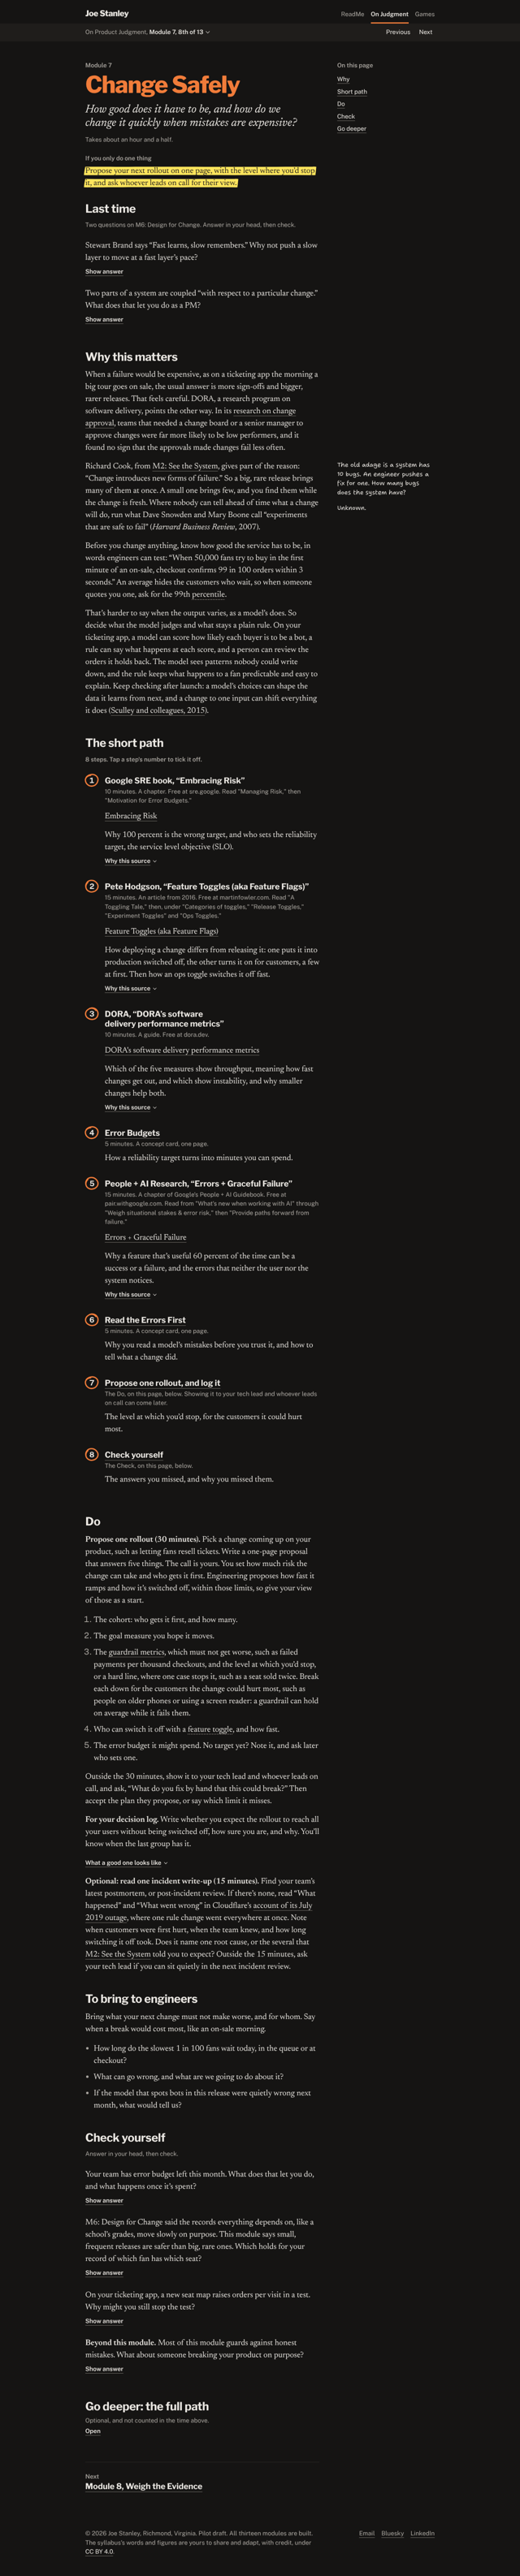 Joe Stanley
ReadMe On Judgment Games
On Product Judgment, Module 7, 8th of 13
Previous Next
Module 7
Change Safely
How good does it have to be, and how do we
change it quickly when mistakes are expensive?
Takes about an hour and a half.
If you only do one thing
Propose your next rollout on one page, with the level where you'd stop
it, and ask whoever leads on call for their view.
On this page
Why
Short path
Do
Check
Go deeper
Last time
Two questions on M6: Design for Change. Answer in your head, then check.
Stewart Brand says “Fast learns, slow remembers.” Why not push a slow
layer to move at a fast layer’s pace?
Show answer
Two parts of a system are coupled “with respect to a particular change.”
What does that let you do as a PM?
Show answer
Why this matters
When a failure would be expensive, as on a ticketing app the morning a
big tour goes on sale, the usual answer is more sign-offs and bigger,
rarer releases. That feels careful. DORA, a research program on
software delivery, points the other way. In its research on change
approval, teams that needed a change board or a senior manager to
approve changes were far more likely to be low performers, and it
found no sign that the approvals made changes fail less often.
Richard Cook, from M2: See the System, gives part of the reason:
“Change introduces new forms of failure.” So a big, rare release brings
many of them at once. A small one brings few, and you find them while
the change is fresh. Where nobody can tell ahead of time what a change
will do, run what Dave Snowden and Mary Boone call “experiments
that are safe to fail” (Harvard Business Review, 2007).
The old adage is a system has
10 bugs. An engineer pushes a
fix for one. How many bugs
does the system have?
Unknown.
Before you change anything, know how good the service has to be, in
words engineers can test: “When 50,000 fans try to buy in the first
minute of an on-sale, checkout confirms 99 in 100 orders within 3
seconds.” An average hides the customers who wait, so when someone
quotes you one, ask for the 99th percentile.
That’s harder to say when the output varies, as a model’s does. So
decide what the model judges and what stays a plain rule. On your
ticketing app, a model can score how likely each buyer is to be a bot, a
rule can say what happens at each score, and a person can review the
orders it holds back. The model sees patterns nobody could write
down, and the rule keeps what happens to a fan predictable and easy to
explain. Keep checking after launch: a model’s choices can shape the
data it learns from next, and a change to one input can shift everything
it does (Sculley and colleagues, 2015).
The short path
8 steps. Tap a step's number to tick it off.
1 Google SRE book, “Embracing Risk”
10 minutes. A chapter. Free at sre.google. Read "Managing Risk," then
"Motivation for Error Budgets."
Embracing Risk
Why 100 percent is the wrong target, and who sets the reliability
target, the service level objective (SLO).
Why this source
2 Pete Hodgson, “Feature Toggles (aka Feature Flags)”
15 minutes. An article from 2016. Free at martinfowler.com. Read "A
Toggling Tale," then, under "Categories of toggles," "Release Toggles,"
"Experiment Toggles" and "Ops Toggles."
Feature Toggles (aka Feature Flags)
How deploying a change differs from releasing it: one puts it into
production switched off, the other turns it on for customers, a few
at first. Then how an ops toggle switches it off fast.
Why this source
3 DORA, “DORA’s software
delivery performance metrics”
10 minutes. A guide. Free at dora.dev.
DORA’s software delivery performance metrics
Which of the five measures show throughput, meaning how fast
changes get out, and which show instability, and why smaller
changes help both.
Why this source
4 Error Budgets
5 minutes. A concept card, one page.
How a reliability target turns into minutes you can spend.
5 People + AI Research, “Errors + Graceful Failure”
15 minutes. A chapter of Google's People + AI Guidebook. Free at
pair.withgoogle.com. Read from "What's new when working with AI" through
"Weigh situational stakes & error risk," then "Provide paths forward from
failure."
Errors + Graceful Failure
Why a feature that’s useful 60 percent of the time can be a
success or a failure, and the errors that neither the user nor the
system notices.
Why this source
6 Read the Errors First
5 minutes. A concept card, one page.
Why you read a model’s mistakes before you trust it, and how to
tell what a change did.
7 Propose one rollout, and log it
The Do, on this page, below. Showing it to your tech lead and whoever leads
on call can come later.
The level at which you’d stop, for the customers it could hurt
most.
8 Check yourself
The Check, on this page, below.
The answers you missed, and why you missed them.
Do
Propose one rollout (30 minutes). Pick a change coming up on your
product, such as letting fans resell tickets. Write a one-page proposal
that answers five things. The call is yours. You set how much risk the
change can take and who gets it first. Engineering proposes how fast it
ramps and how it’s switched off, within those limits, so give your view
of those as a start.
1. The cohort: who gets it first, and how many.
2. The goal measure you hope it moves.
3. The guardrail metrics, which must not get worse, such as failed
payments per thousand checkouts, and the level at which you’d stop,
or a hard line, where one case stops it, such as a seat sold twice. Break
each down for the customers the change could hurt most, such as
people on older phones or using a screen reader: a guardrail can hold
on average while it fails them.
4. Who can switch it off with a feature toggle, and how fast.
5. The error budget it might spend. No target yet? Note it, and ask later
who sets one.
Outside the 30 minutes, show it to your tech lead and whoever leads on
call, and ask, “What do you fix by hand that this could break?” Then
accept the plan they propose, or say which limit it misses.
For your decision log. Write whether you expect the rollout to reach all
your users without being switched off, how sure you are, and why. You’ll
know when the last group has it.
What a good one looks like
Optional: read one incident write-up (15 minutes). Find your team’s
latest postmortem, or post-incident review. If there’s none, read “What
happened” and “What went wrong” in Cloudflare’s account of its July
2019 outage, where one rule change went everywhere at once. Note
when customers were first hurt, when the team knew, and how long
switching it off took. Does it name one root cause, or the several that
M2: See the System told you to expect? Outside the 15 minutes, ask
your tech lead if you can sit quietly in the next incident review.
To bring to engineers
Bring what your next change must not make worse, and for whom. Say
when a break would cost most, like an on-sale morning.
• How long do the slowest 1 in 100 fans wait today, in the queue or at
checkout?
• What can go wrong, and what are we going to do about it?
• If the model that spots bots in this release were quietly wrong next
month, what would tell us?
Check yourself
Answer in your head, then check.
Your team has error budget left this month. What does that let you do,
and what happens once it’s spent?
Show answer
M6: Design for Change said the records everything depends on, like a
school’s grades, move slowly on purpose. This module says small,
frequent releases are safer than big, rare ones. Which holds for your
record of which fan has which seat?
Show answer
On your ticketing app, a new seat map raises orders per visit in a test.
Why might you still stop the test?
Show answer
Beyond this module. Most of this module guards against honest
mistakes. What about someone breaking your product on purpose?
Show answer
Go deeper: the full path
Optional, and not counted in the time above.
Open
Next
Module 8, Weigh the Evidence
© 2026 Joe Stanley, Richmond, Virginia. Pilot draft. All thirteen modules are built.
The syllabus's words and figures are yours to share and adapt, with credit, under
CC BY 4.0.
Email Bluesky LinkedIn